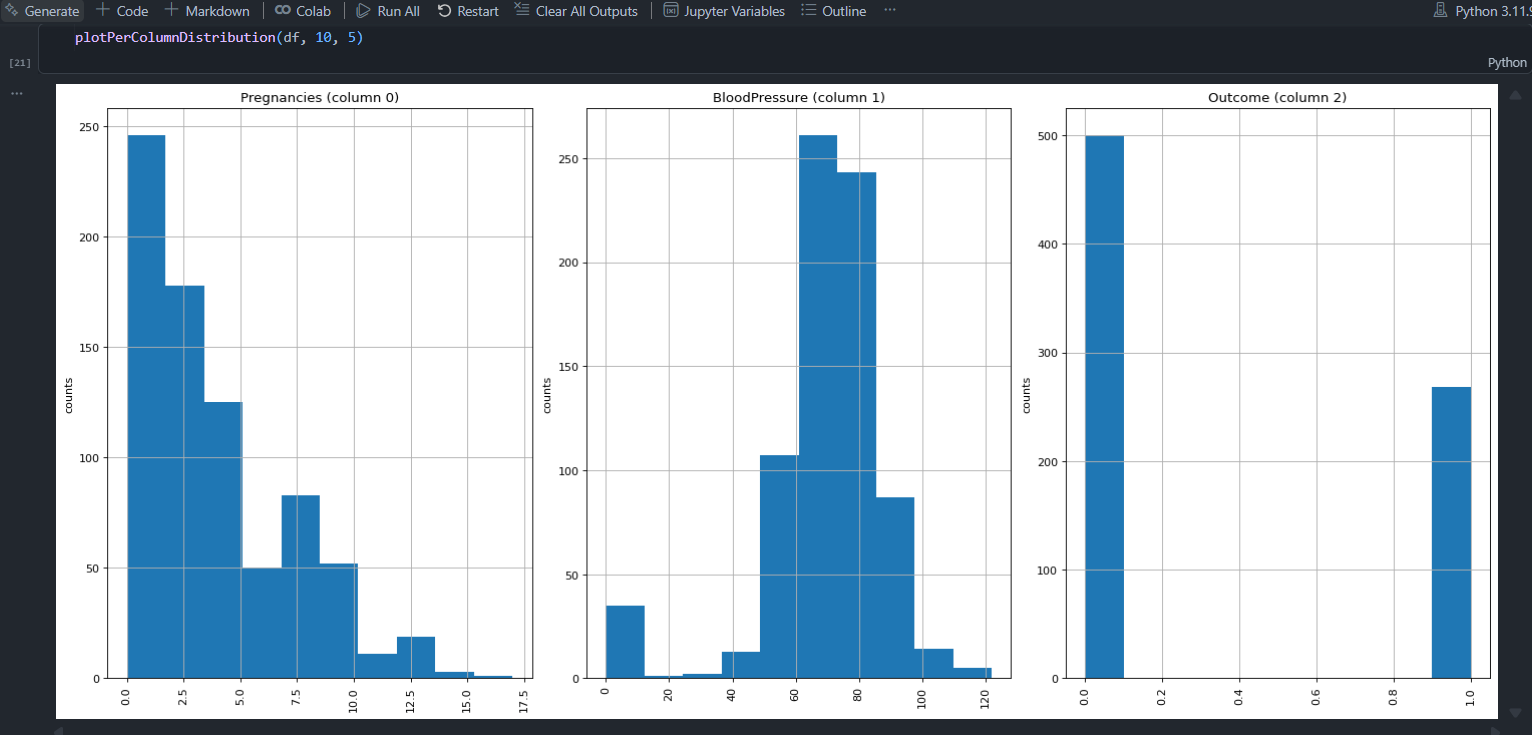 Generate + Code + Markdown Colab Run All Restart Clear All Outputs Jupyter Variables Outline ... Python 3.11.9
plotPerColumnDistribution(df, 10, 5)
[21]
Python
...
Pregnancies (column 0)
250
200
150
100
50
0
counts
0.0 2.5 5.0 7.5 10.0 12.5 15.0 17.5
BloodPressure (column 1)
250
200
150
100
50
0
counts
0 20 40 60 80 100 120
Outcome (column 2)
500
400
300
200
100
0
counts
0.0 0.2 0.4 0.6 0.8 1.0